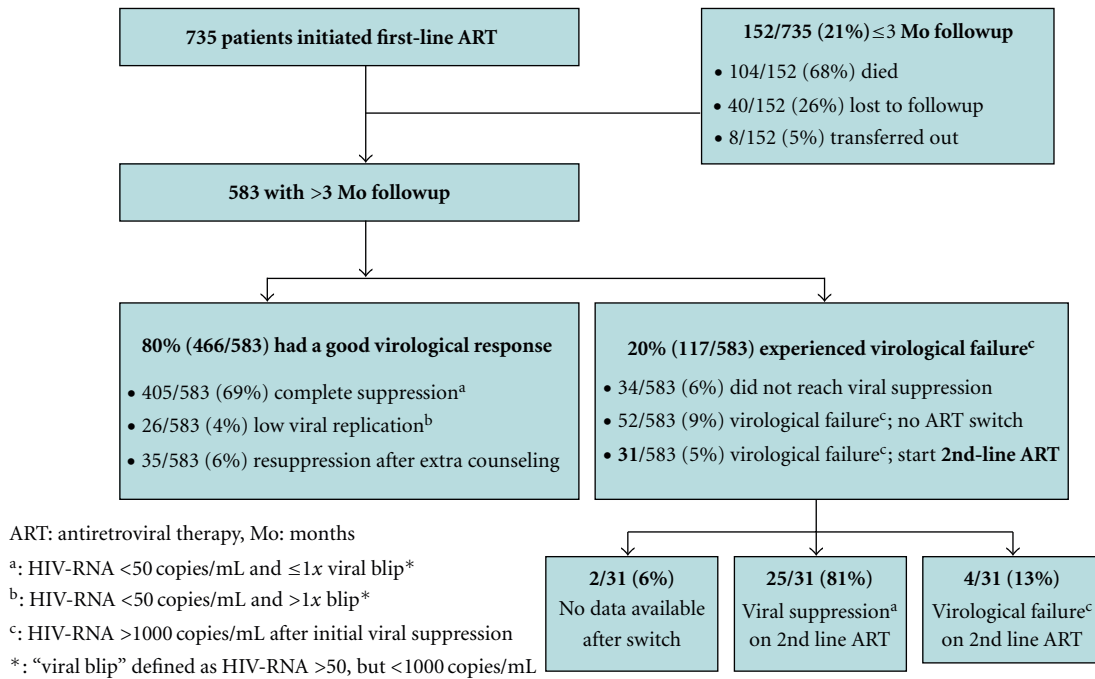 735 patients initiated first-line ART
152/735 (21%) ≤3 Mo followup
• 104/152 (68%) died
• 40/152 (26%) lost to followup
• 8/152 (5%) transferred out
583 with >3 Mo followup
80% (466/583) had a good virological response
• 405/583 (69%) complete suppressionᵃ
• 26/583 (4%) low viral replicationᵇ
• 35/583 (6%) resuppression after extra counseling
20% (117/583) experienced virological failureᶜ
• 34/583 (6%) did not reach viral suppression
• 52/583 (9%) virological failureᶜ; no ART switch
• 31/583 (5%) virological failureᶜ; start 2nd-line ART
2/31 (6%)
No data available
after switch
25/31 (81%)
Viral suppressionᵃ
on 2nd line ART
4/31 (13%)
Virological failureᶜ
on 2nd line ART
ART: antiretroviral therapy, Mo: months
ᵃ: HIV-RNA <50 copies/mL and ≤1x viral blip*
ᵇ: HIV-RNA <50 copies/mL and >1x blip*
ᶜ: HIV-RNA >1000 copies/mL after initial viral suppression
*: “viral blip” defined as HIV-RNA >50, but <1000 copies/mL